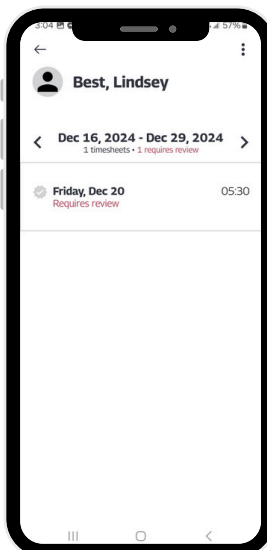 3:04
57%
Best, Lindsey
Dec 16, 2024 - Dec 29, 2024
1 timesheets • 1 requires review
Friday, Dec 20 05:30
Requires review